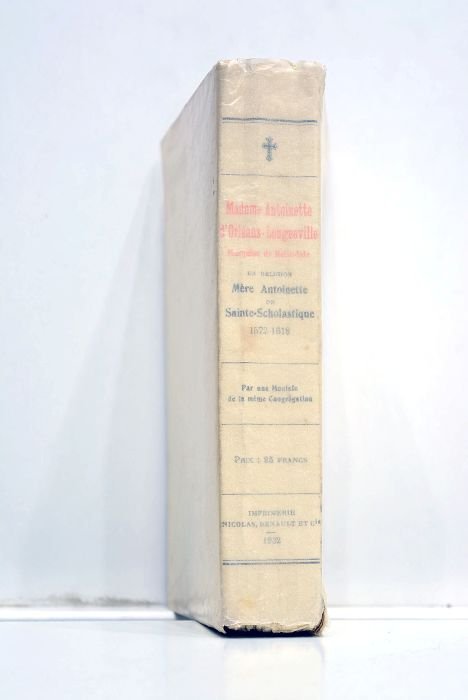 Madame Antoinette
d'Orléans-Longueville
Marquise de Belle-Isle
EN RELIGION
Mère Antoinette
DE
Sainte-Scholastique
1572-1618
Par une Moniale
de la même Congrégation
PRIX : 25 FRANCS
IMPRIMERIE
NICOLAS, RENAULT ET Cie
1932